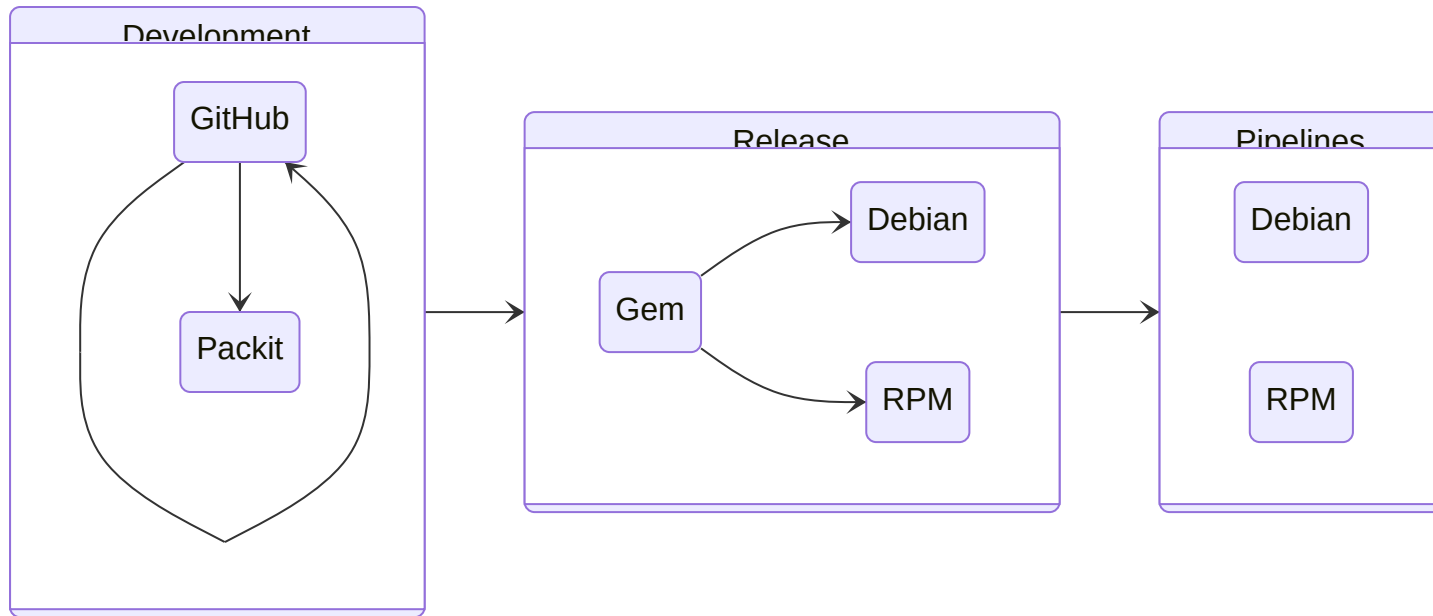 Development
GitHub
Packit
Release
Gem
Debian
RPM
Pipelines
Debian
RPM